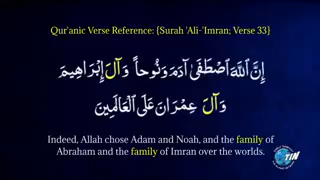 Qur'anic Verse Reference: {Surah 'Ali-'Imran; Verse 33}
إِنَّ اللَّهَ اصْطَفَىٰ آدَمَ وَنُوحًا وَآلَ إِبْرَاهِيمَ
وَآلَ عِمْرَانَ عَلَى الْعَالَمِينَ
Indeed, Allah chose Adam and Noah, and the family of
Abraham and the family of Imran over the worlds.
TIN